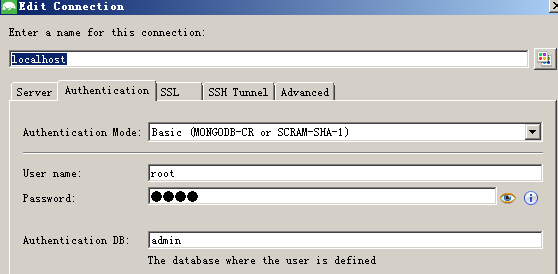 Edit Connection
Enter a name for this connection:
localhost
Server Authentication SSL SSH Tunnel Advanced
Authentication Mode: Basic (MONGODB-CR or SCRAM-SHA-1)
User name: root
Password: ●●●●
Authentication DB: admin
The database where the user is defined